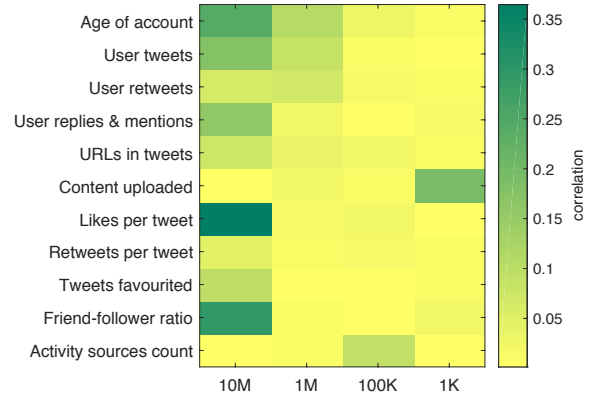 Age of account
User tweets
User retweets
User replies & mentions
URLs in tweets
Content uploaded
Likes per tweet
Retweets per tweet
Tweets favourited
Friend-follower ratio
Activity sources count
10M 1M 100K 1K
0.35
0.3
0.25
0.2
0.15
0.1
0.05
correlation